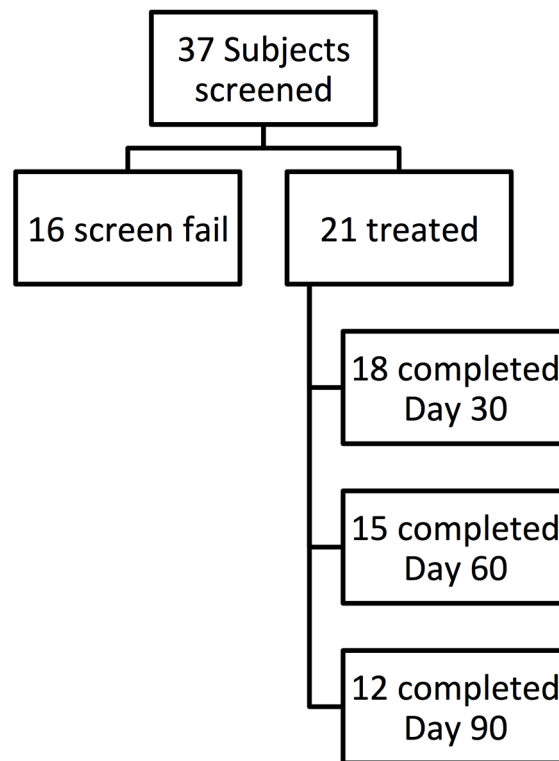 37 Subjects
screened
16 screen fail
21 treated
18 completed
Day 30
15 completed
Day 60
12 completed
Day 90